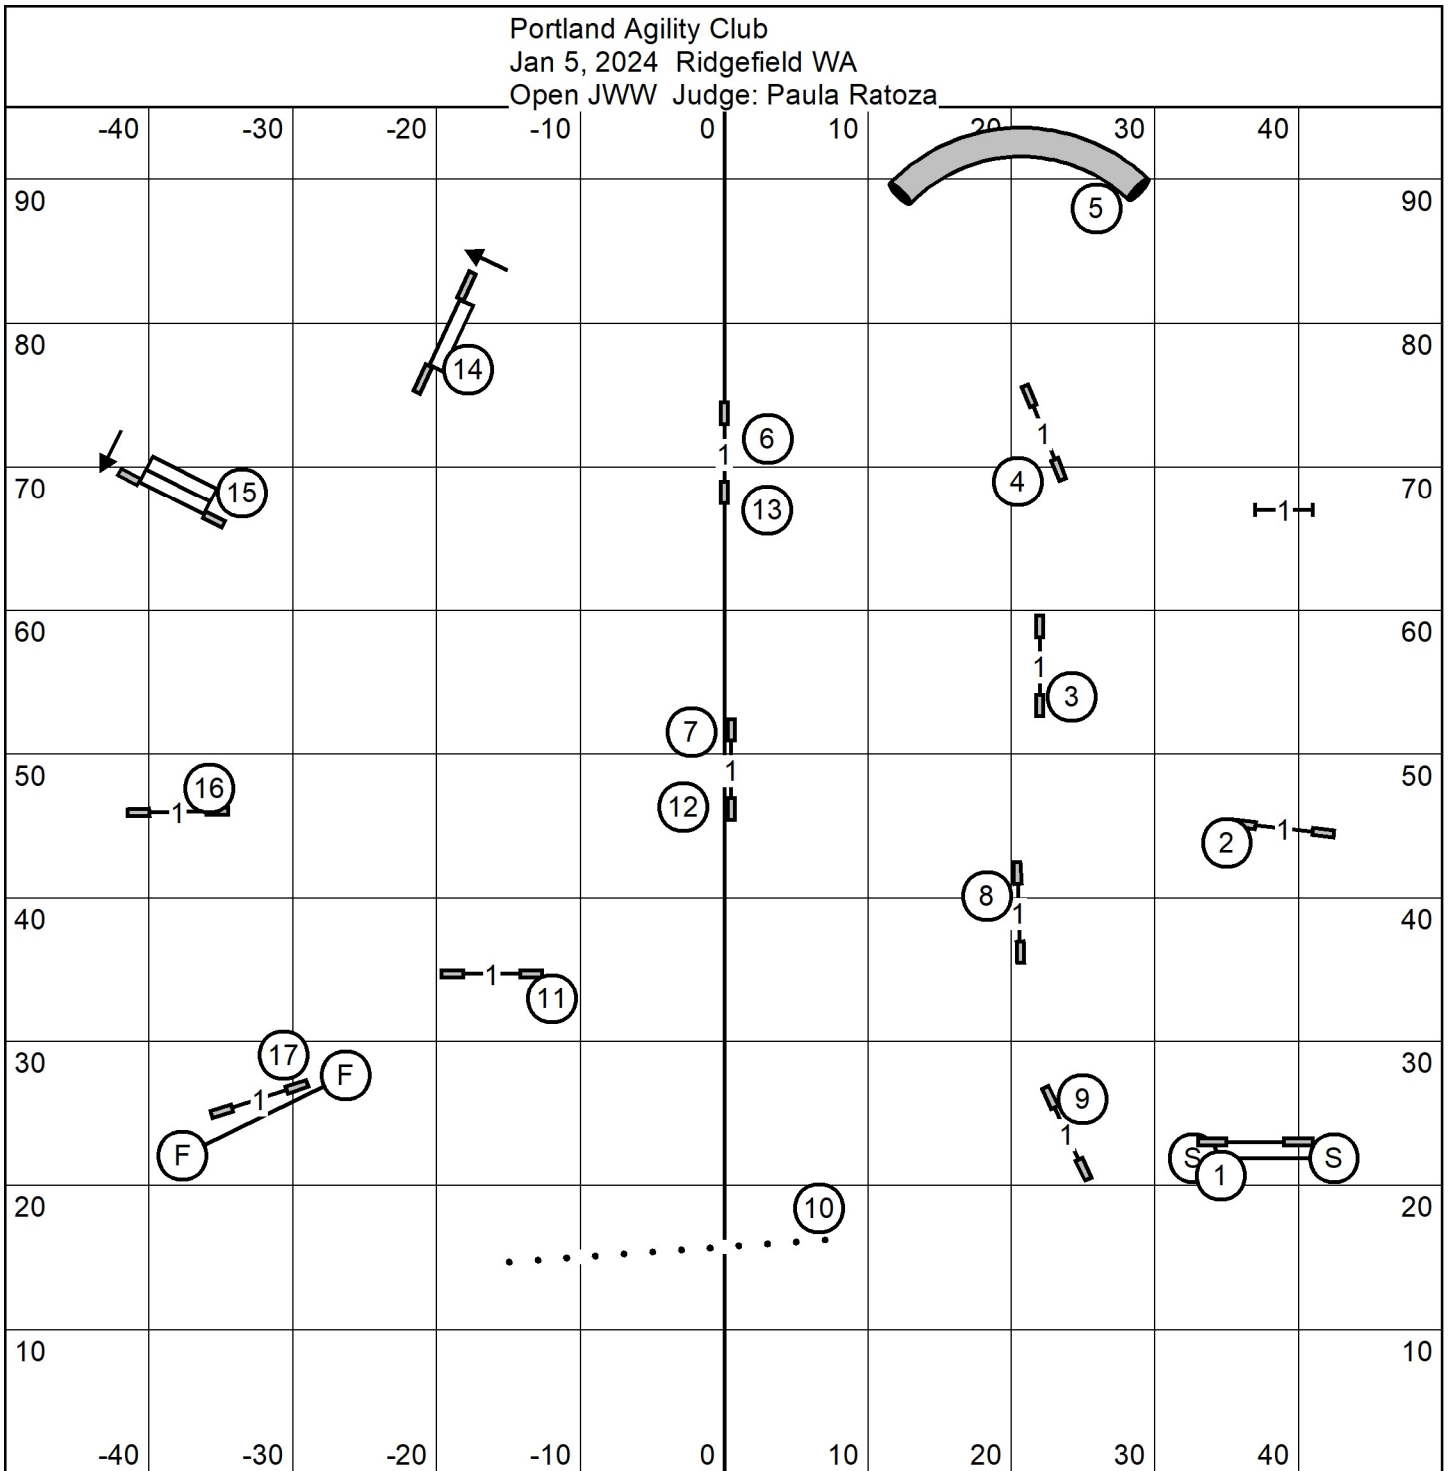 Portland Agility Club
Jan 5, 2024 Ridgefield WA
Open JWW Judge: Paula Ratoza
-40 -30 -20 -10 0 10 20 30 40
90 5 90
80 14 80
6 1 1
70 15 13 4 1 70
60 1 60
7 3
50 16 1 50
1 12 2 1
40 8 1 40
1 11
30 17 F 30
1 9
F 1 S 1 S
20 10 20
10 10
-40 -30 -20 -10 0 10 20 30 40